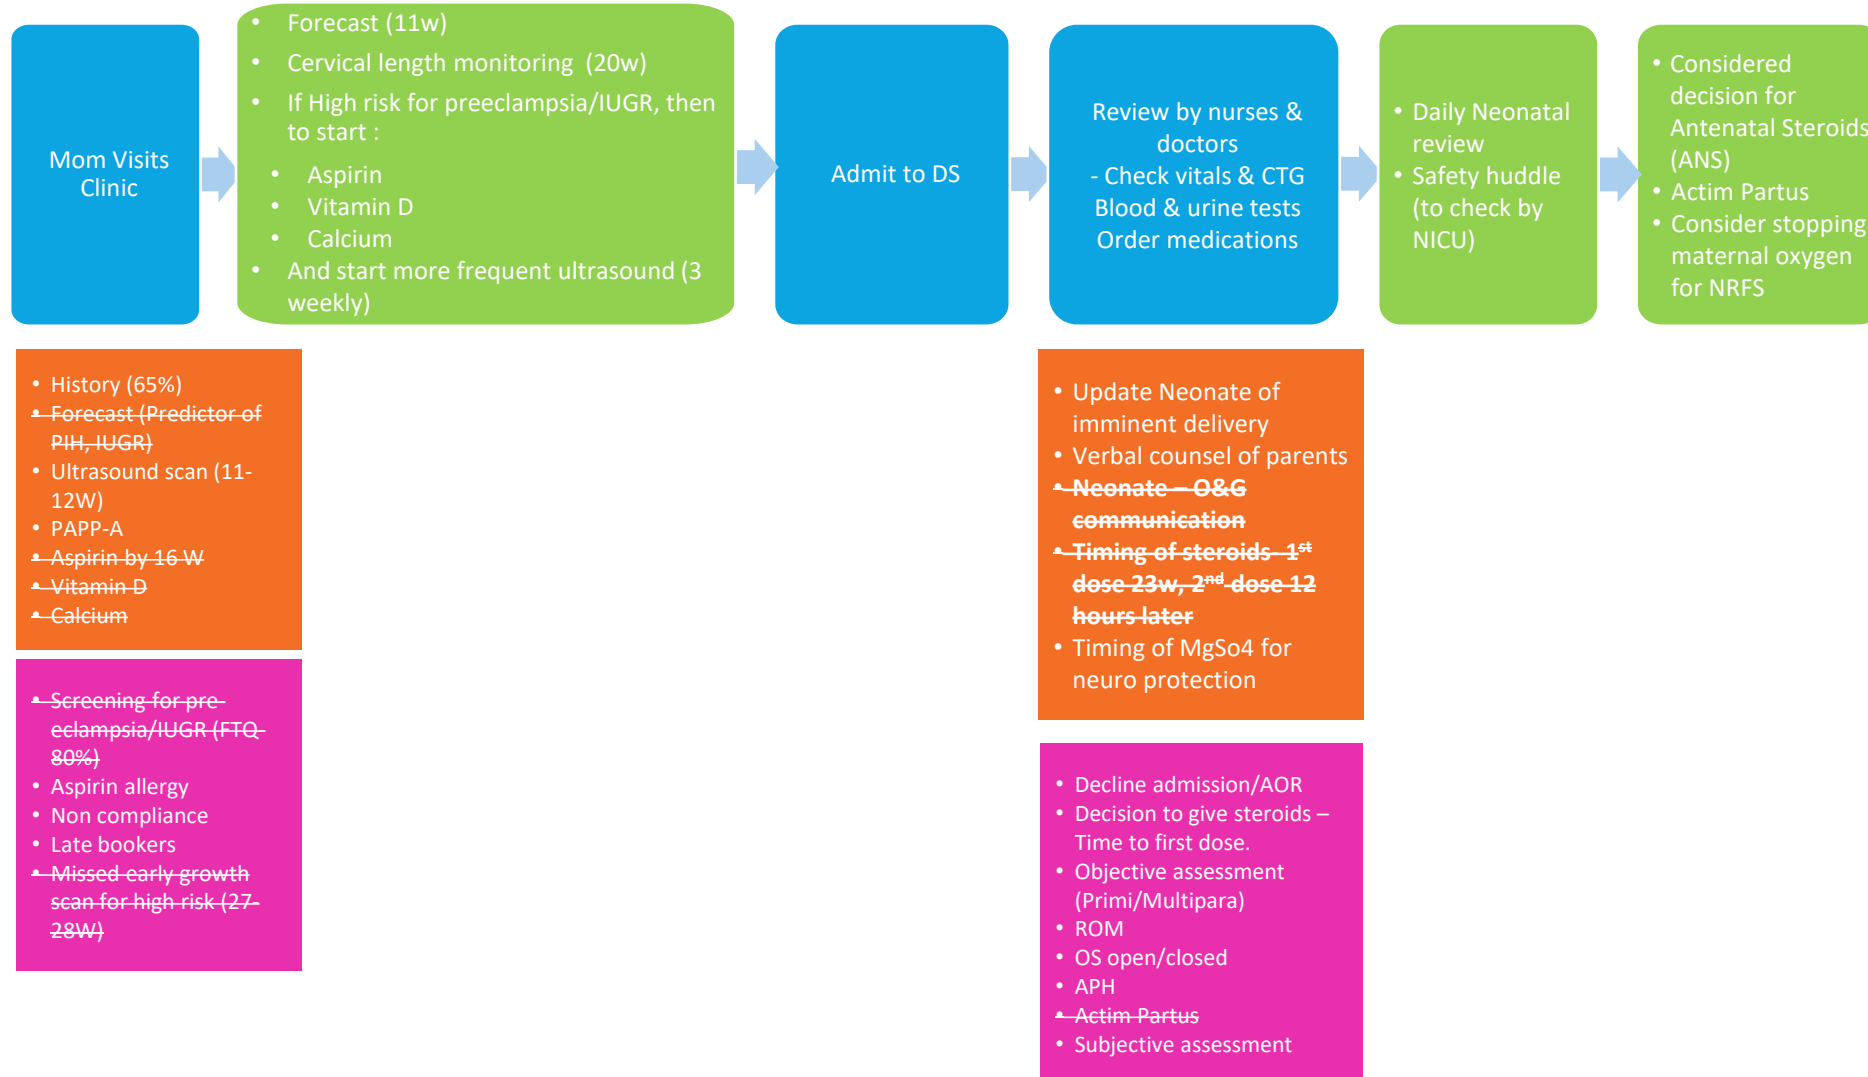 Mom Visits
Clinic
• Forecast (11w)
• Cervical length monitoring (20w)
• If High risk for preeclampsia/IUGR, then
to start :
• Aspirin
• Vitamin D
• Calcium
• And start more frequent ultrasound (3
weekly)
Admit to DS
Review by nurses &
doctors
- Check vitals & CTG
Blood & urine tests
Order medications
• Daily Neonatal
review
• Safety huddle
(to check by
NICU)
• Considered
decision for
Antenatal Steroids
(ANS)
• Actim Partus
• Consider stopping
maternal oxygen
for NRFS
• History (65%)
• Forecast (Predictor of
PIH, IUGR)
• Ultrasound scan (11-
12W)
• PAPP-A
• Aspirin by 16 W
• Vitamin D
• Calcium
• Screening for pre-
eclampsia/IUGR (FTQ-
80%)
• Aspirin allergy
• Non compliance
• Late bookers
• Missed early growth
scan for high risk (27-
28W)
• Update Neonate of
imminent delivery
• Verbal counsel of parents
• Neonate – O&G
communication
• Timing of steroids- 1st
dose 23w, 2nd dose 12
hours later
• Timing of MgSo4 for
neuro protection
• Decline admission/AOR
• Decision to give steroids –
Time to first dose.
• Objective assessment
(Primi/Multipara)
• ROM
• OS open/closed
• APH
• Actim Partus
• Subjective assessment